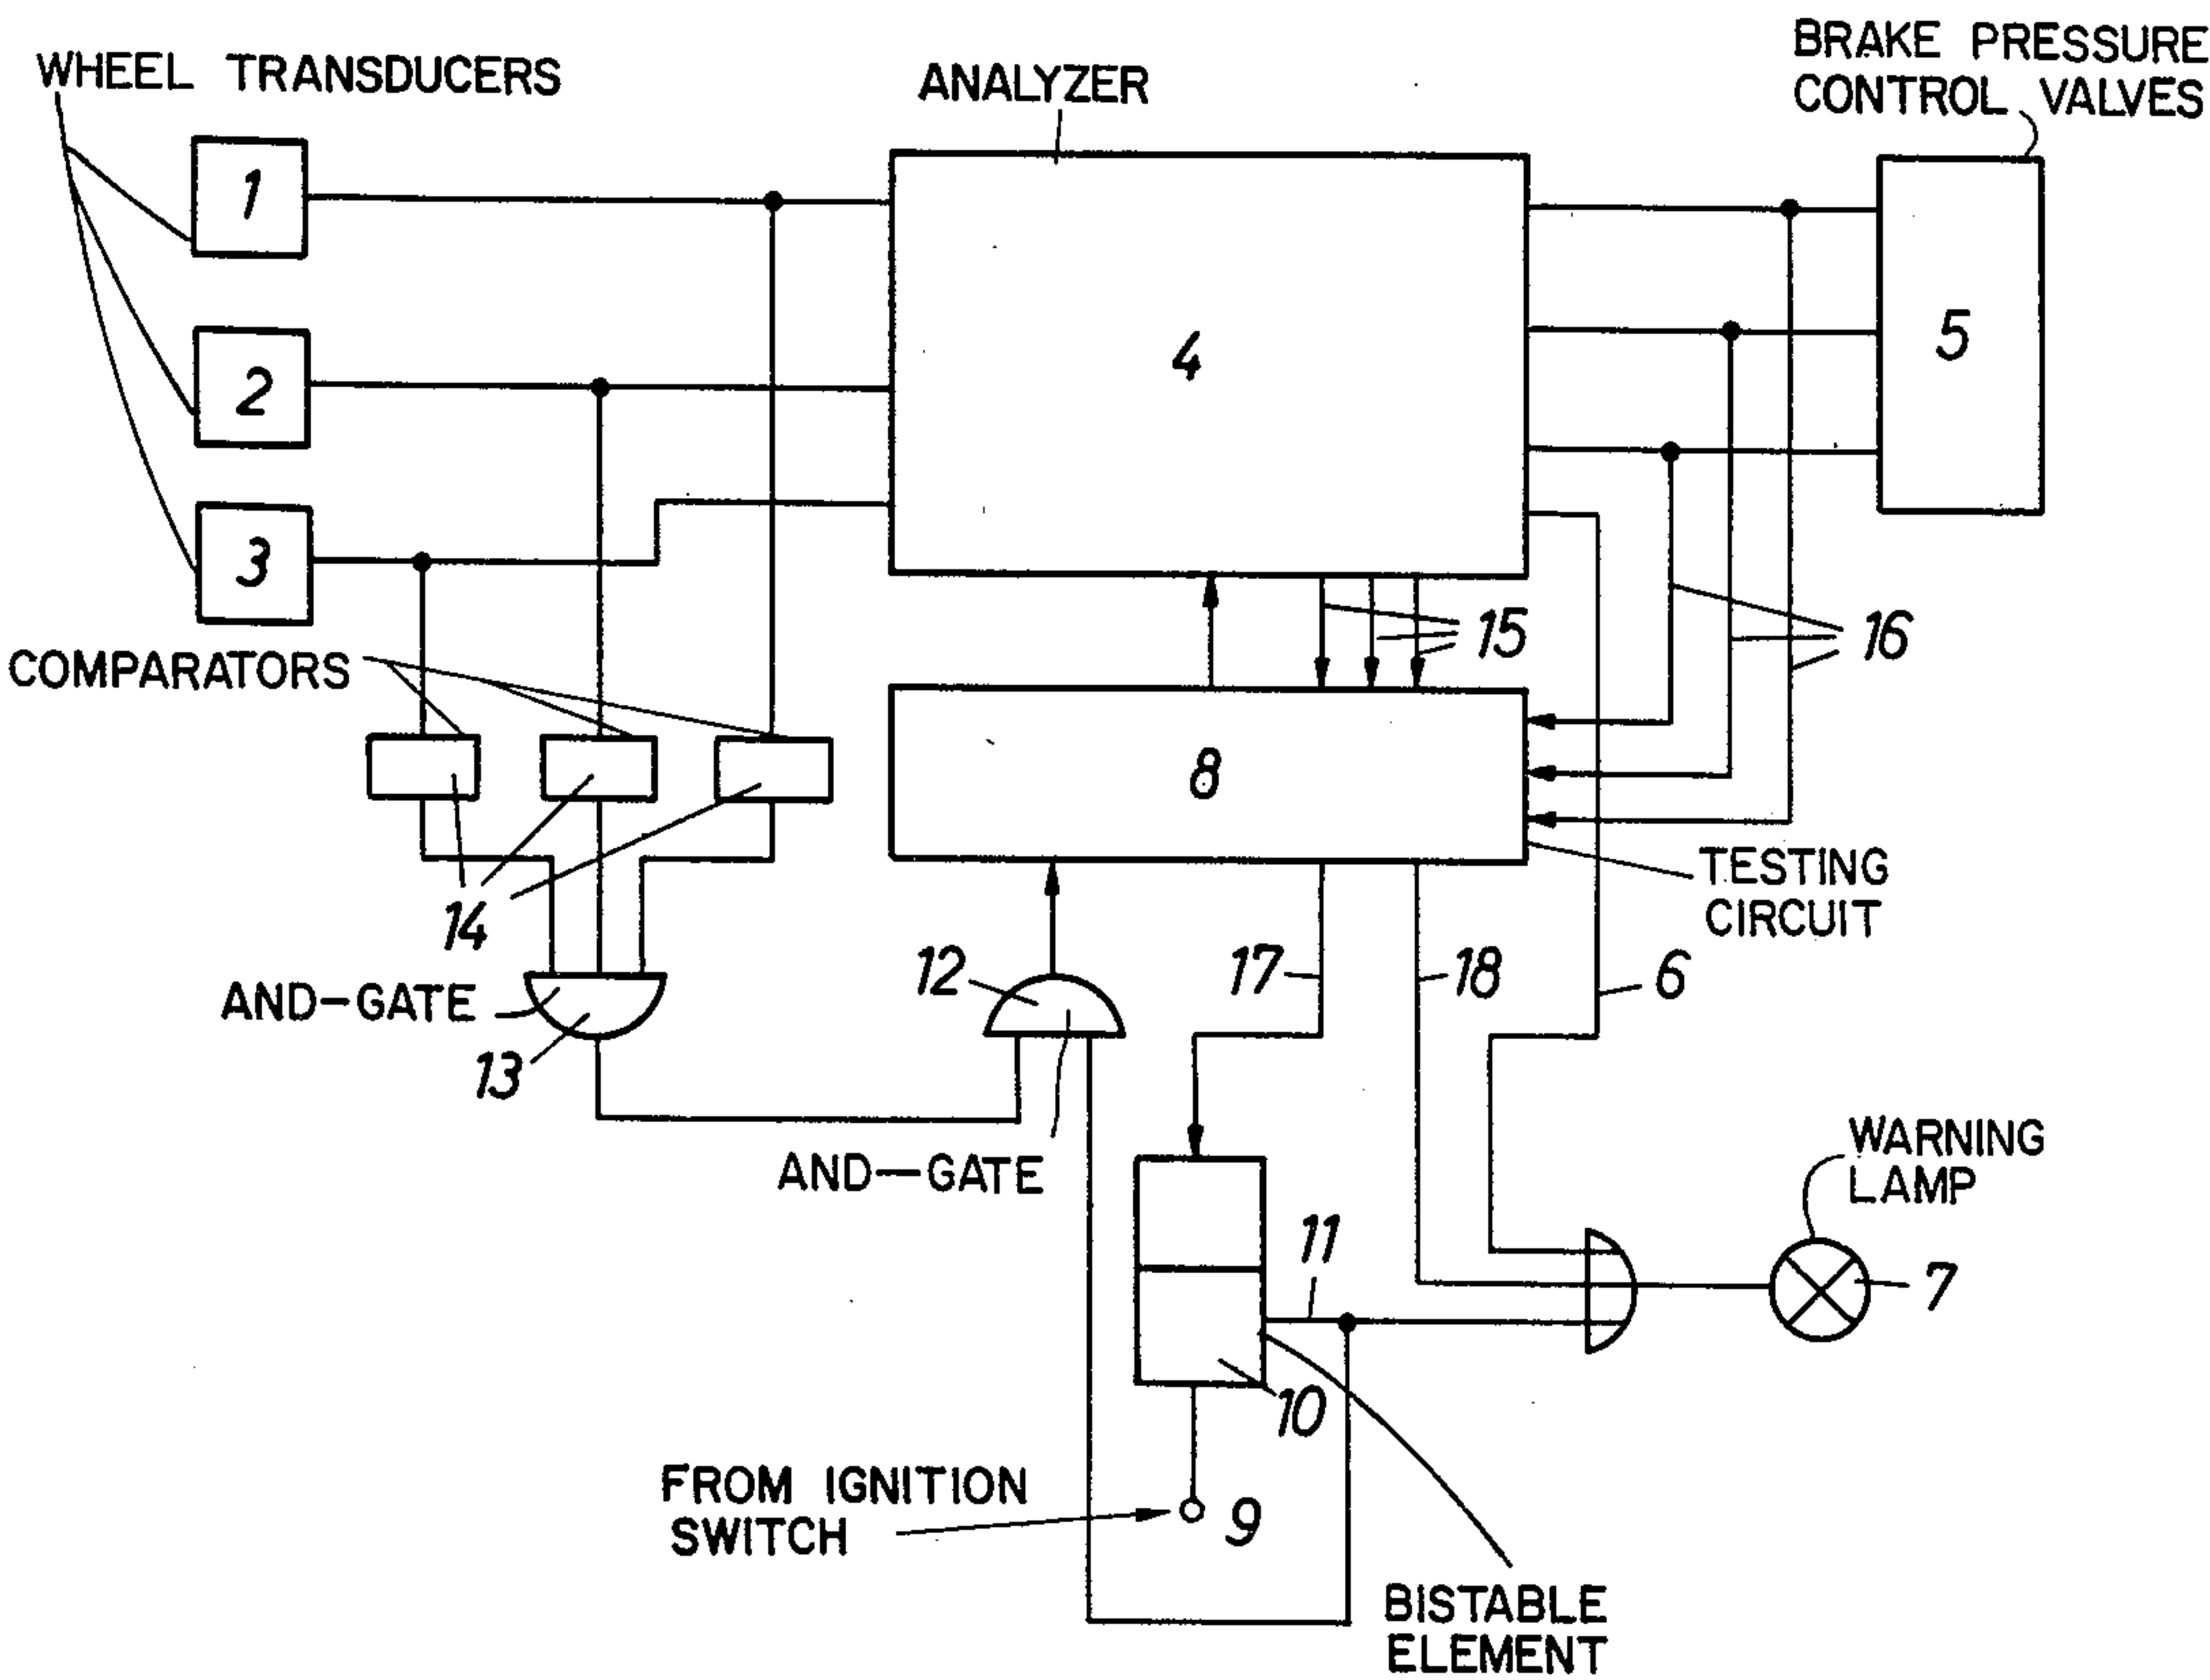 WHEEL TRANSDUCERS
ANALYZER
BRAKE PRESSURE
CONTROL VALVES
1
2
3
4
5
COMPARATORS
15
16
8
14
TESTING
CIRCUIT
AND-GATE
13
12
17
18
6
AND-GATE
WARNING
LAMP
11
7
10
FROM IGNITION
SWITCH
9
BISTABLE
ELEMENT